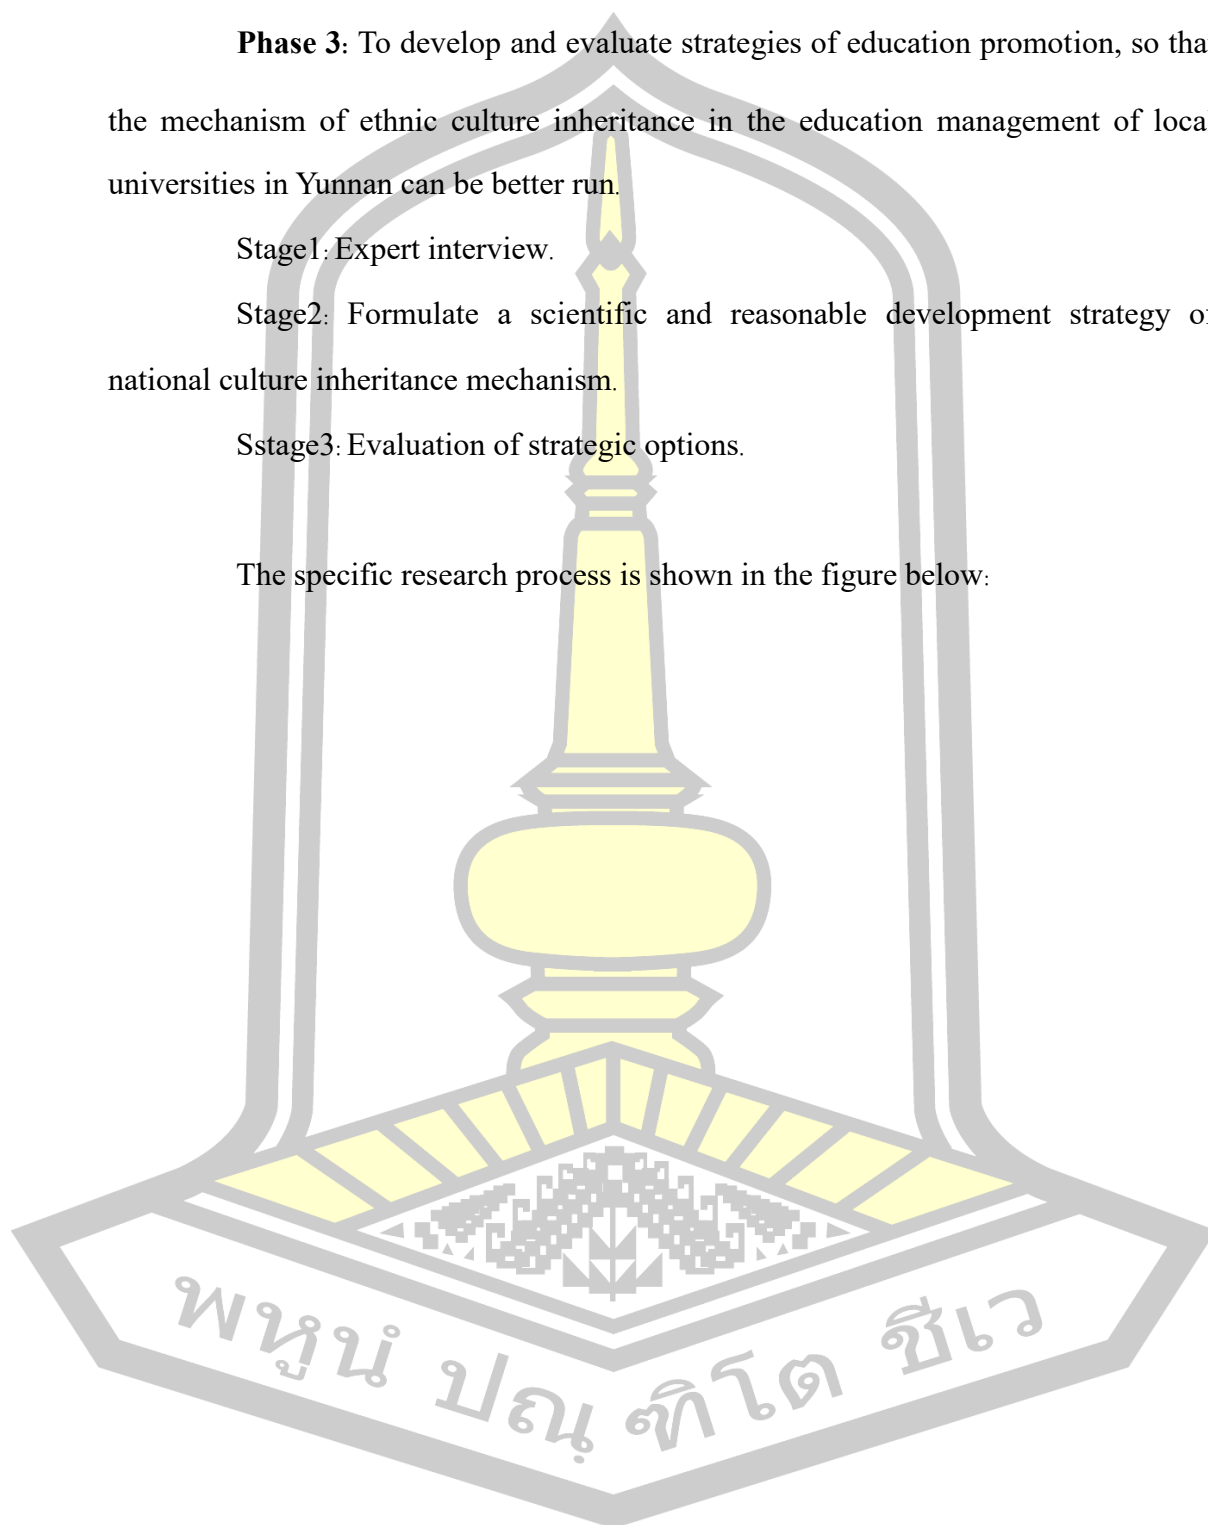 Phase 3: To develop and evaluate strategies of education promotion, so that
the mechanism of ethnic culture inheritance in the education management of local
universities in Yunnan can be better run.
Stage1: Expert interview.
Stage2: Formulate a scientific and reasonable development strategy of
national culture inheritance mechanism.
Sstage3: Evaluation of strategic options.
The specific research process is shown in the figure below:
พหูนํ ปณฺฑิโต ชีเว